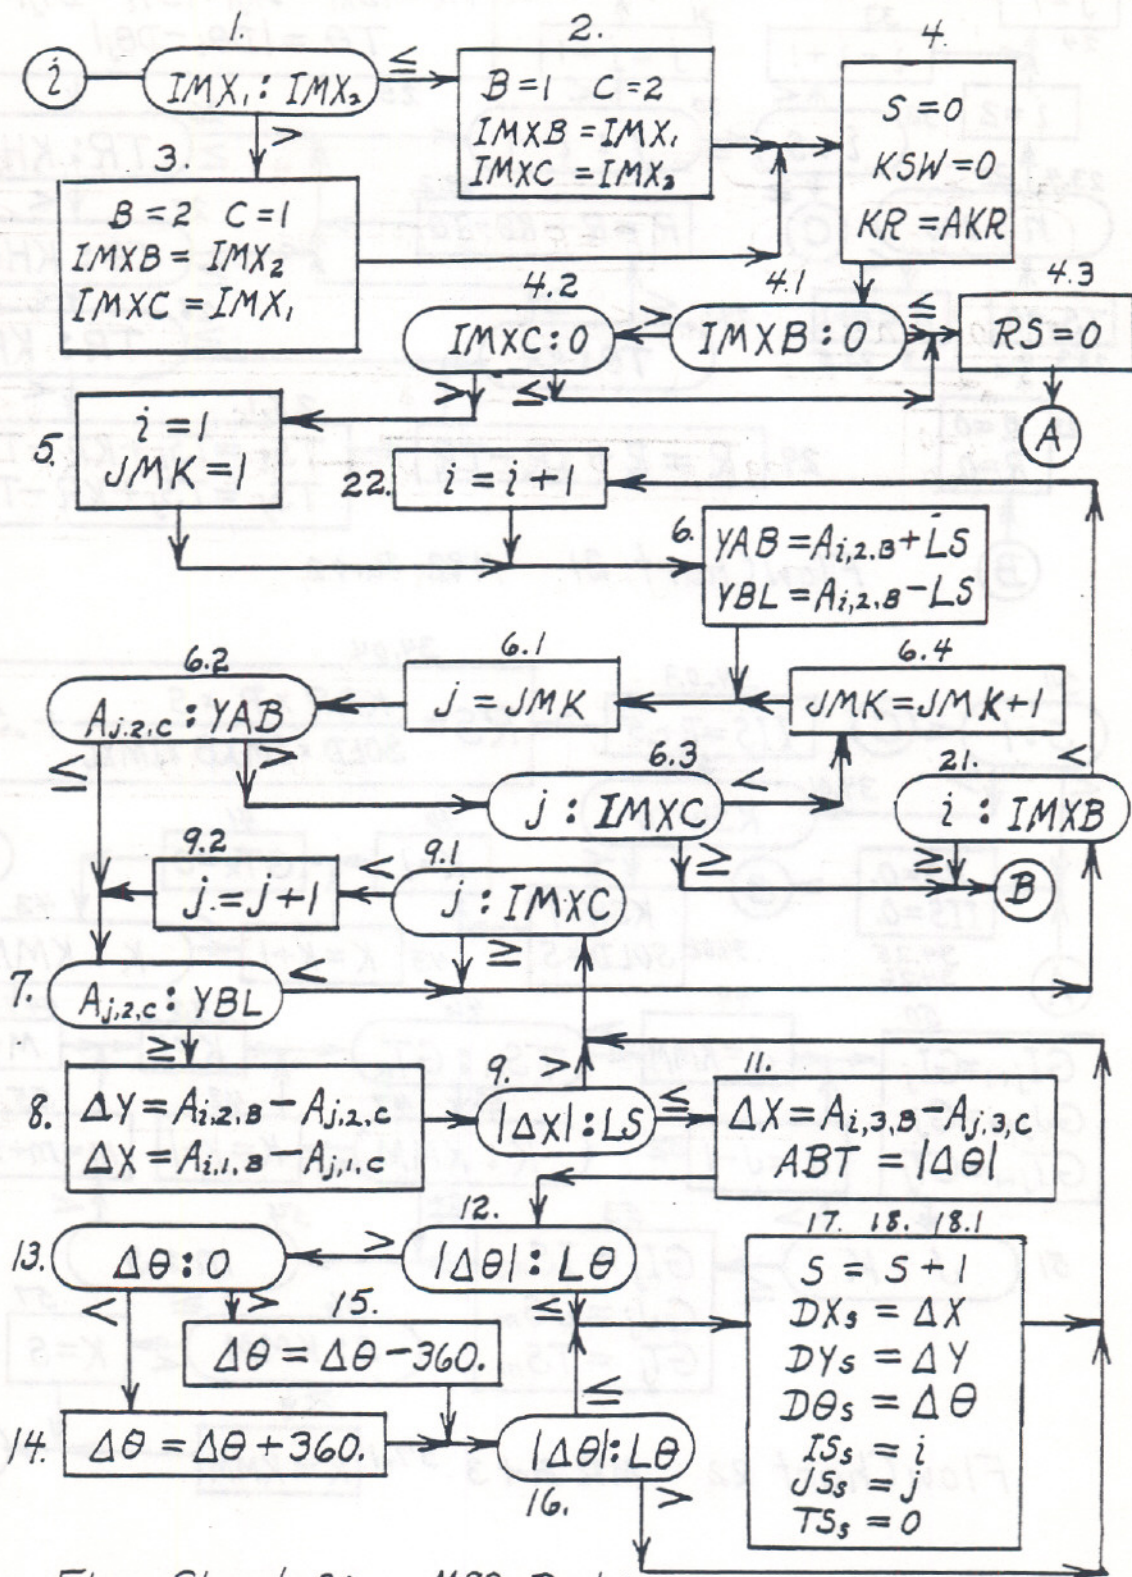 1.
i
IMX₁ : IMX₂
≤
>
2.
B = 1 C = 2
IMXB = IMX₁
IMXC = IMX₂
3.
B = 2 C = 1
IMXB = IMX₂
IMXC = IMX₁
4.
S = 0
KSW = 0
KR = AKR
4.1
IMXB : 0
>
≤
4.2
IMXC : 0
>
≤
4.3
RS = 0
A
5.
i = 1
JMK = 1
22.
i = i + 1
6.
YAB = Ai,2,B + LS
YBL = Ai,2,B - LS
6.1
j = JMK
6.4
JMK = JMK + 1
6.2
Aj,2,C : YAB
≤
>
6.3
j : IMXC
<
≥
21.
i : IMXB
<
≥
B
9.2
j = j + 1
9.1
j : IMXC
<
≥
7.
Aj,2,C : YBL
<
≥
8.
ΔY = Ai,2,B - Aj,2,C
ΔX = Ai,1,B - Aj,1,C
9.
|ΔX| : LS
>
≤
11.
ΔX = Ai,3,B - Aj,3,C
ABT = |Δθ|
12.
|Δθ| : Lθ
>
≤
13.
Δθ : 0
<
>
15.
Δθ = Δθ - 360.
14.
Δθ = Δθ + 360.
16.
|Δθ| : Lθ
≤
>
17. 18. 18.1
S = S + 1
DXs = ΔX
DYs = ΔY
Dθs = Δθ
ISs = i
JSs = j
TSs = 0